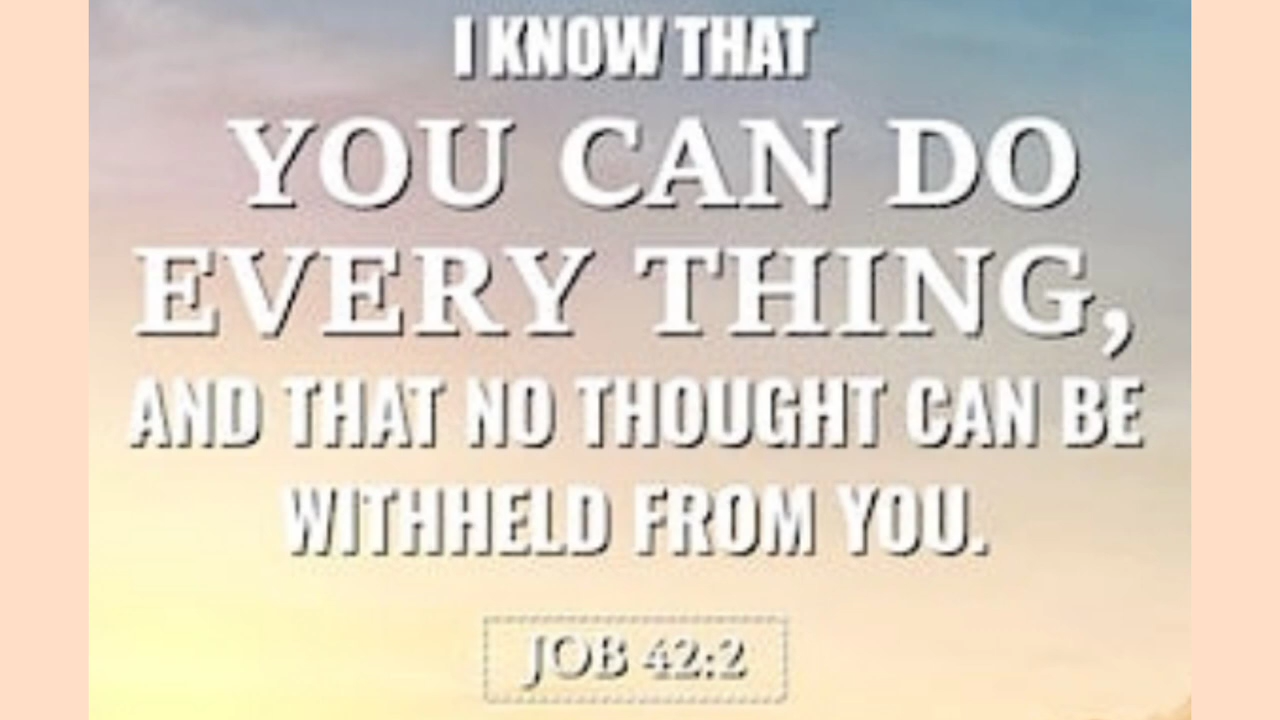 I KNOW THAT
YOU CAN DO
EVERY THING,
AND THAT NO THOUGHT CAN BE
WITHHELD FROM YOU.
JOB 42:2